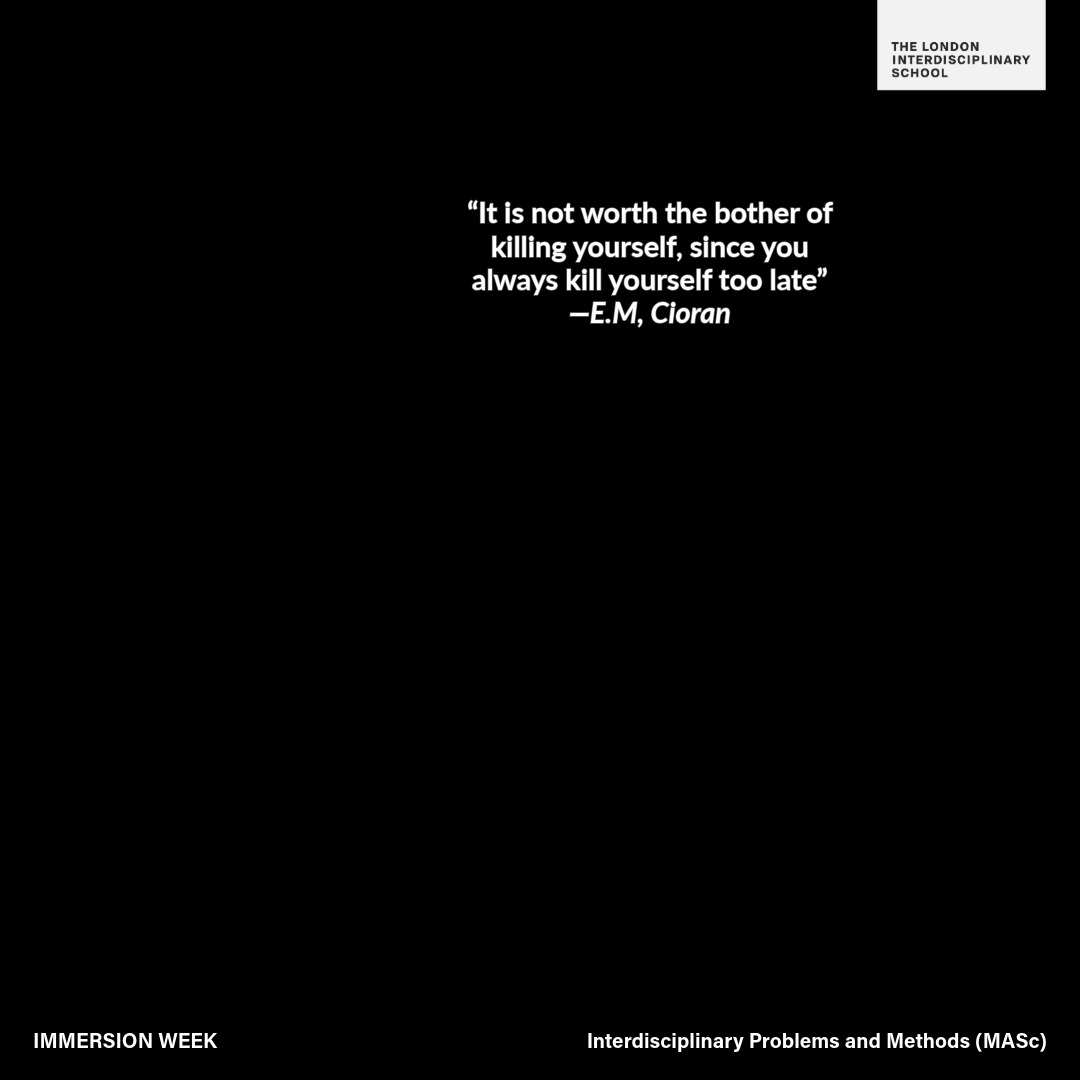 THE LONDON
INTERDISCIPLINARY
SCHOOL
“It is not worth the bother of
killing yourself, since you
always kill yourself too late”
—E.M, Cioran
IMMERSION WEEK
Interdisciplinary Problems and Methods (MASc)